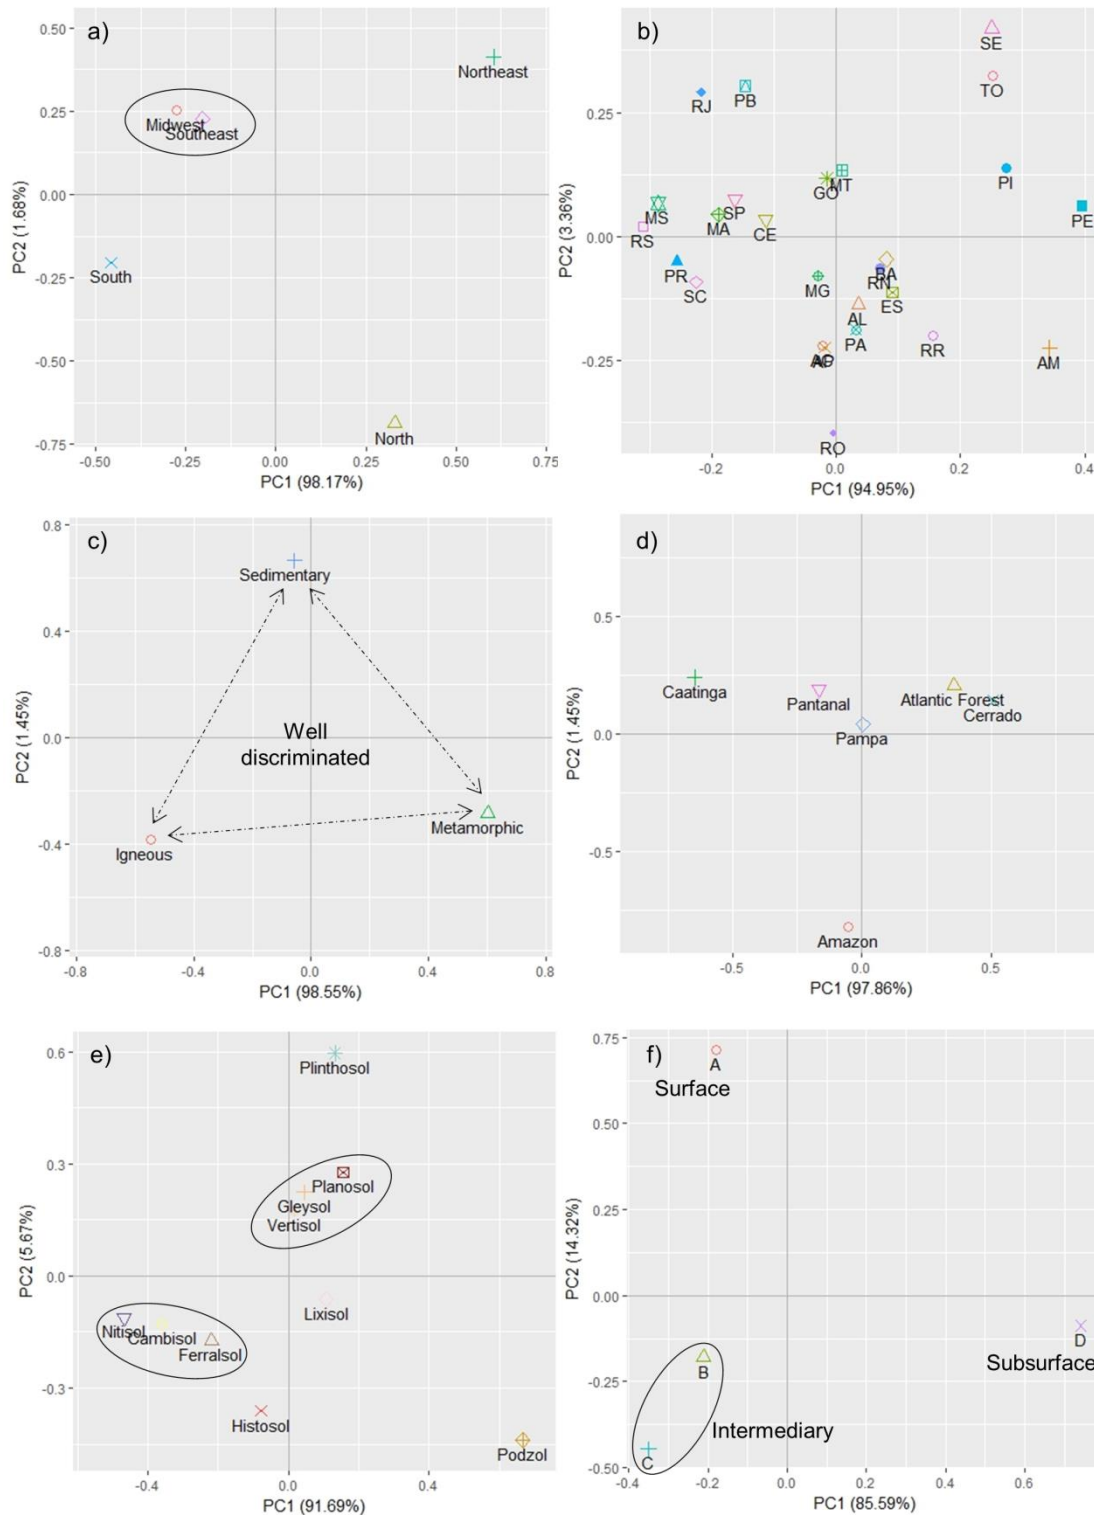 a)
0.50
0.25
0.00
-0.25
-0.50
-0.75
PC2 (1.68%)
Northeast
Midwest
Southeast
South
North
-0.50
-0.25
0.00
0.25
0.50
0.75
PC1 (98.17%)
b)
0.25
0.00
-0.25
PC2 (3.36%)
SE
TO
RJ
PB
PI
GO
MT
PE
MS
SP
MA
CE
RS
PR
SC
MG
BA
RN
ES
AL
PA
RR
AM
AP
RO
-0.2
0.0
0.2
0.4
PC1 (94.95%)
c)
0.8
0.4
0.0
-0.4
-0.8
PC2 (1.45%)
Sedimentary
Well
discriminated
Metamorphic
Igneous
-0.8
-0.4
0.0
0.4
0.8
PC1 (98.55%)
d)
0.5
0.0
-0.5
PC2 (1.45%)
Caatinga
Pantanal
Atlantic Forest
Cerrado
Pampa
Amazon
-0.5
0.0
0.5
PC1 (97.86%)
e)
0.6
0.3
0.0
-0.3
PC2 (5.67%)
Plinthosol
Planosol
Gleysol
Vertisol
Lixisol
Nitisol
Cambisol
Ferralsol
Histosol
Podzol
-0.4
0.0
0.4
PC1 (91.69%)
f)
0.75
0.50
0.25
0.00
-0.25
-0.50
PC2 (14.32%)
A
Surface
D
Subsurface
B
Intermediary
C
-0.4
-0.2
0.0
0.2
0.4
0.6
PC1 (85.59%)